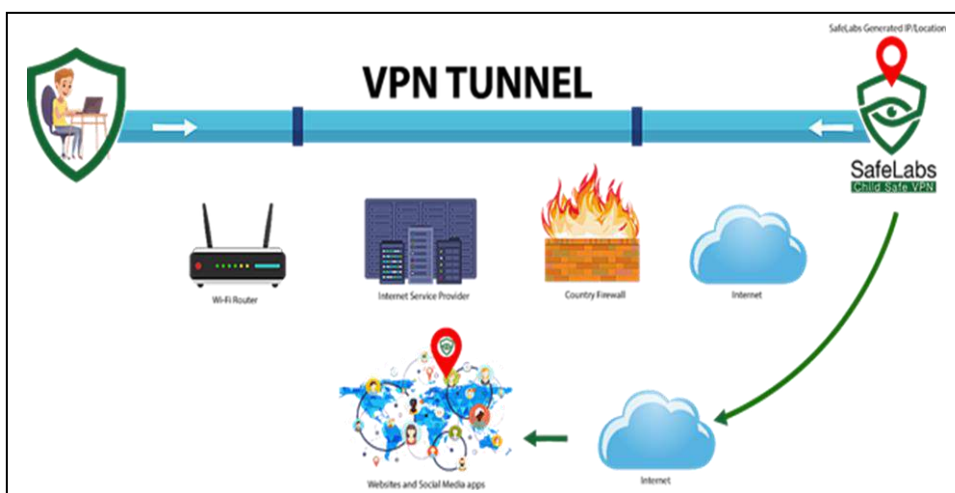 SafeLabs Generated IP/Location
VPN TUNNEL
SafeLabs
Child Safe VPN
Wi-Fi Router
Internet Service Provider
Country Firewall
Internet
Websites and Social Media apps
Internet